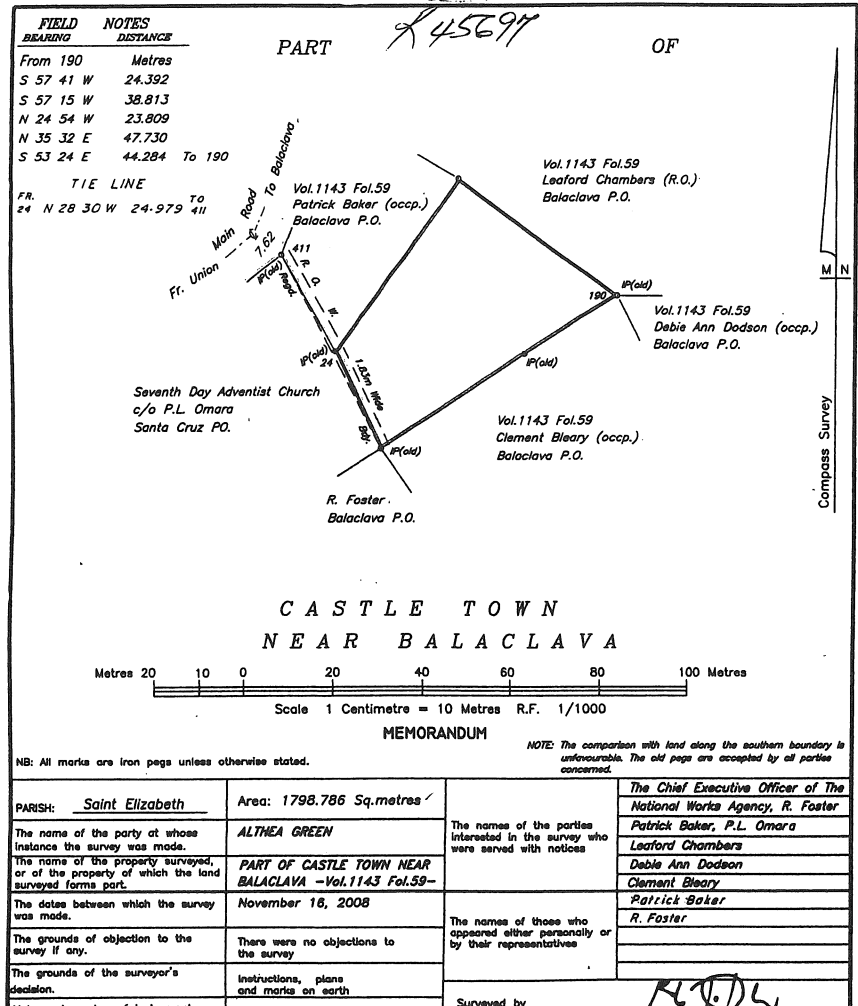 R 45697
FIELD NOTES
BEARING DISTANCE
From 190 Metres
S 57 41 W 24.392
S 57 15 W 38.813
N 24 54 W 23.809
N 35 32 E 47.730
S 53 24 E 44.284 To 190
TIE LINE
FR. 24 N 28 30 W 24.979 TO 411
PART OF
Fr. Union Main Road To Balaclava
7.62
Vol.1143 Fol.59
Patrick Baker (occp.)
Balaclava P.O.
Vol.1143 Fol.59
Leaford Chambers (R.O.)
Balaclava P.O.
M N
411
IP(old)
Regd.
R. O. W.
1.83m Wide
Bdy.
IP(old)
24
190
IP(old)
Vol.1143 Fol.59
Debie Ann Dodson (occp.)
Balaclava P.O.
IP(old)
Seventh Day Adventist Church
c/o P.L. Omara
Santa Cruz PO.
Vol.1143 Fol.59
Clement Bleary (occp.)
Balaclava P.O.
IP(old)
R. Foster
Balaclava P.O.
Compass Survey
CASTLE TOWN
NEAR BALACLAVA
Metres 20 10 0 20 40 60 80 100 Metres
Scale 1 Centimetre = 10 Metres R.F. 1/1000
MEMORANDUM
NB: All marks are iron pegs unless otherwise stated.
NOTE: The comparison with land along the southern boundary is
unfavourable. The old pegs are accepted by all parties
concerned.
PARISH: Saint Elizabeth
Area: 1798.786 Sq.metres
The name of the party at whose
instance the survey was made.
ALTHEA GREEN
The name of the property surveyed,
or of the property of which the land
surveyed forms part.
PART OF CASTLE TOWN NEAR
BALACLAVA -Vol.1143 Fol.59-
The dates between which the survey
was made.
November 16, 2008
The grounds of objection to the
survey if any.
There were no objections to
the survey
The grounds of the surveyor's
decision.
Instructions, plans
and marks on earth
The names of the parties
interested in the survey who
were served with notices
The Chief Executive Officer of The
National Works Agency, R. Foster
Patrick Baker, P.L. Omara
Leaford Chambers
Debie Ann Dodson
Clement Bleary
The names of those who
appeared either personally or
by their representatives
Patrick Baker
R. Foster
Surveyed by